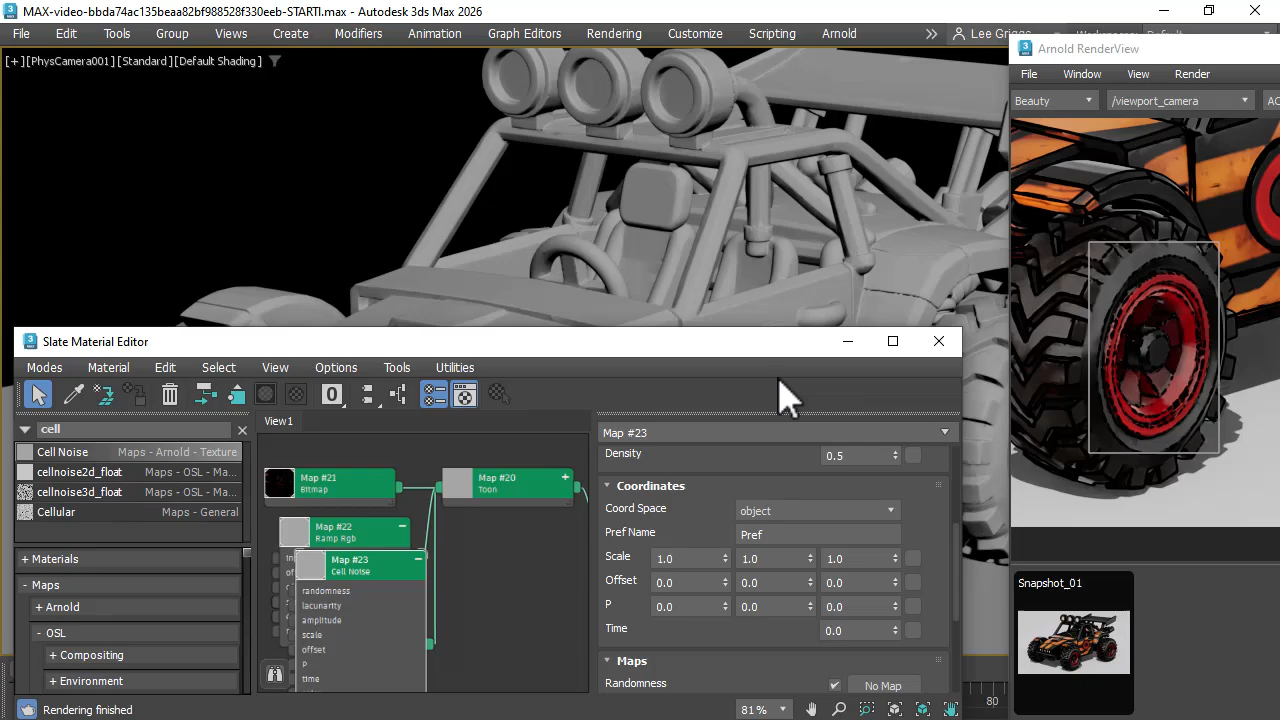 MAX-video-bbda74ac135beaa82bf988528f330eeb-STARTI.max - Autodesk 3ds Max 2026
File Edit Tools Group Views Create Modifiers Animation Graph Editors Rendering Customize Scripting Arnold
[+][PhysCamera001][Standard][Default Shading]
Arnold RenderView
File Window View Render
Beauty /viewport_camera
Slate Material Editor
Modes Material Edit Select View Options Tools Utilities
cell
View1
Cell Noise Maps - Arnold - Texture
cellnoise2d_float Maps - OSL - Ma...
cellnoise3d_float Maps - OSL - Ma...
Cellular Maps - General
+ Materials
- Maps
+ Arnold
- OSL
+ Compositing
+ Environment
Map #21
Bitmap
Map #20
Toon
Map #22
Ramp Rgb
Map #23
Cell Noise
randomness
lacunarity
amplitude
scale
offset
P
time
Map #23
Density 0.5
Coordinates
Coord Space object
Pref Name Pref
Scale 1.0 1.0 1.0
Offset 0.0 0.0 0.0
P 0.0 0.0 0.0
Time 0.0
Maps
Randomness No Map
Rendering finished
81%
80
Snapshot_01